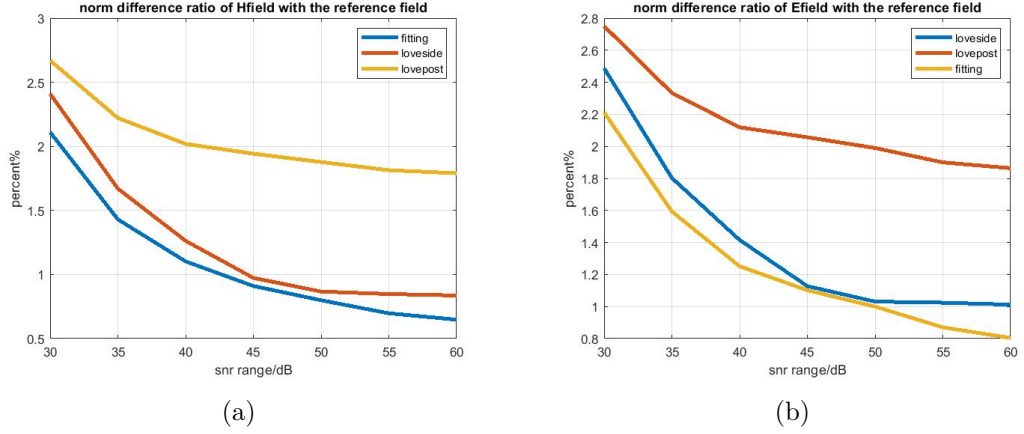 norm difference ratio of Hfield with the reference field
3
2.5
2
1.5
1
0.5
percent%
fitting
loveside
lovepost
30 35 40 45 50 55 60
snr range/dB
(a)
norm difference ratio of Efield with the reference field
2.8
2.6
2.4
2.2
2
1.8
1.6
1.4
1.2
1
0.8
percent%
loveside
lovepost
fitting
30 35 40 45 50 55 60
snr range/dB
(b)